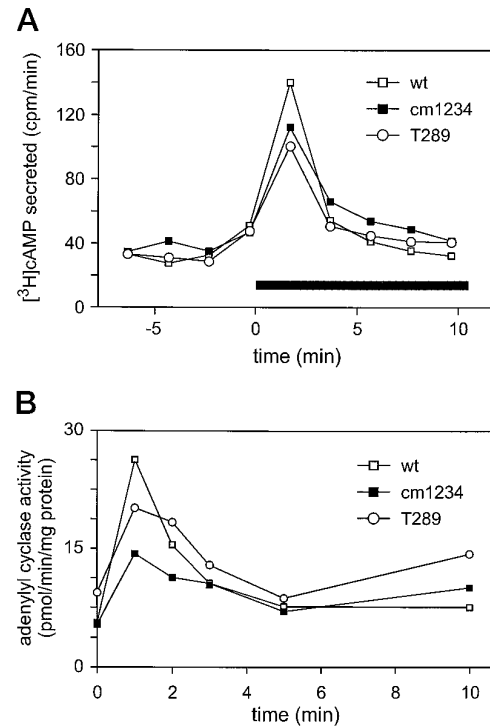 A
[³H]cAMP secreted (cpm/min)
160
120
80
40
0
wt
cm1234
T289
-5
0
5
10
time (min)
B
adenylyl cyclase activity
(pmol/min/mg protein)
30
15
0
wt
cm1234
T289
0
2
4
6
8
10
time (min)